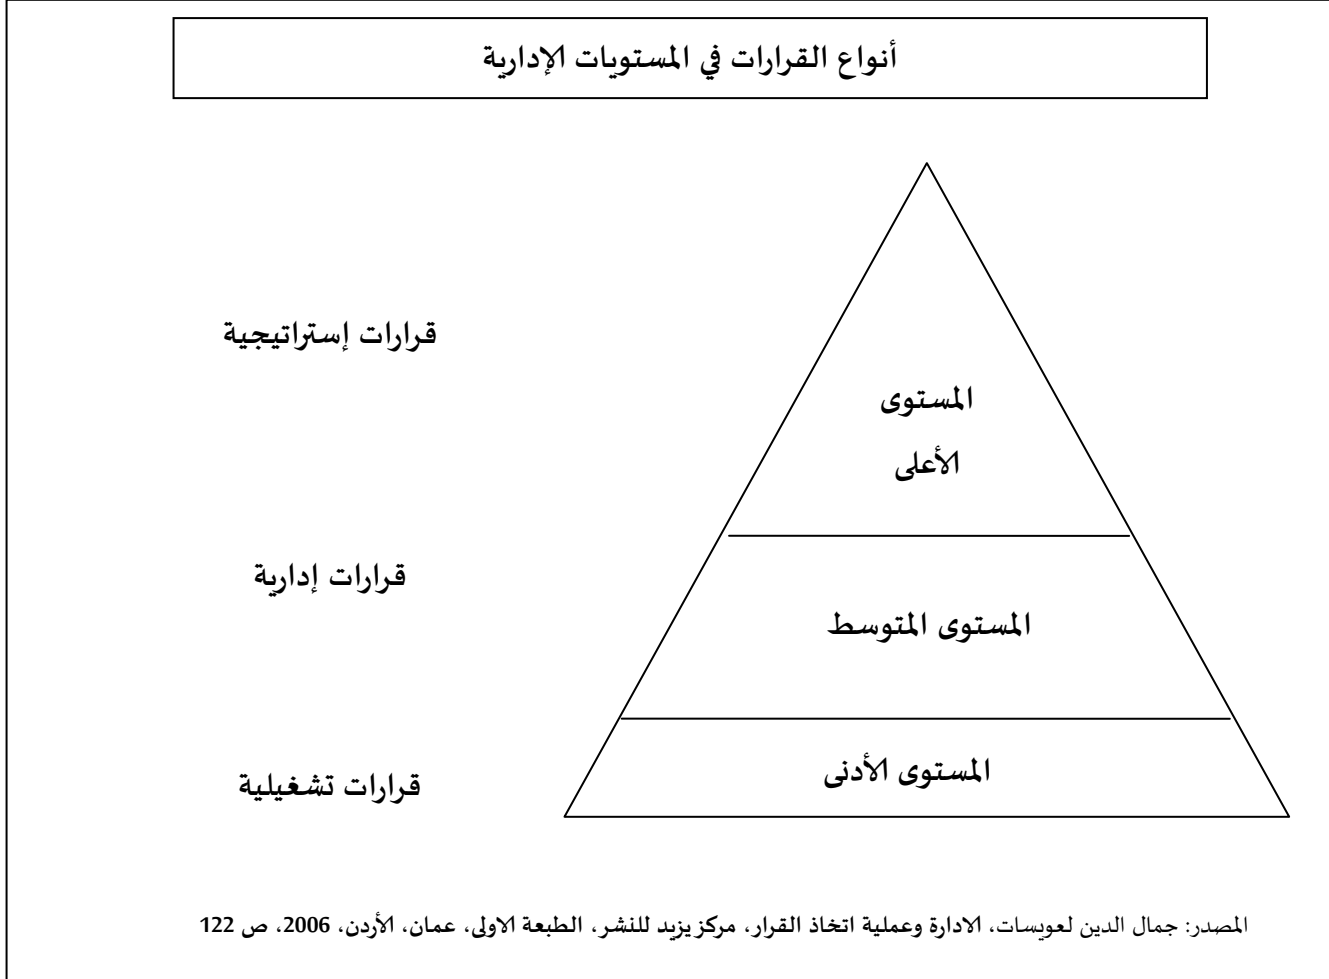 أنواع القرارات في المستويات الإدارية
قرارات إستراتيجية
المستوى
الأعلى
قرارات إدارية
المستوى المتوسط
المستوى الأدنى
قرارات تشغيلية
المصدر: جمال الدين لعويسات، الادارة وعملية اتخاذ القرار، مركز يزيد للنشر، الطبعة الاولى، عمان، الأردن، 2006، ص 122